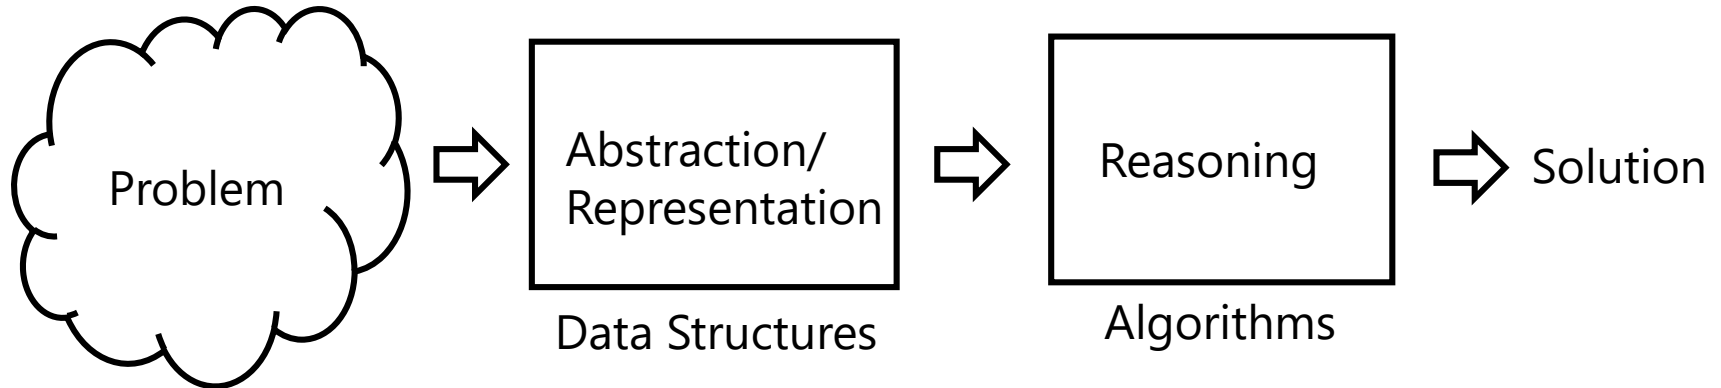 Problem
Abstraction/
Representation
Data Structures
Reasoning
Algorithms
Solution